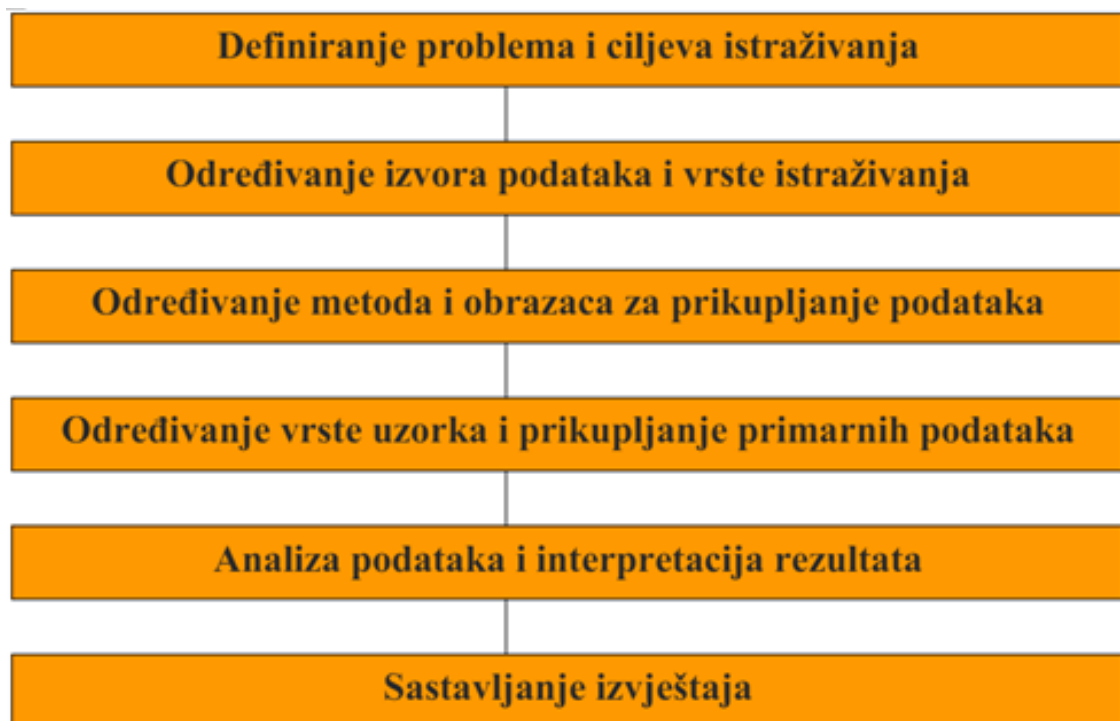 Definiranje problema i ciljeva istraživanja
Određivanje izvora podataka i vrste istraživanja
Određivanje metoda i obrazaca za prikupljanje podataka
Određivanje vrste uzorka i prikupljanje primarnih podataka
Analiza podataka i interpretacija rezultata
Sastavljanje izvještaja